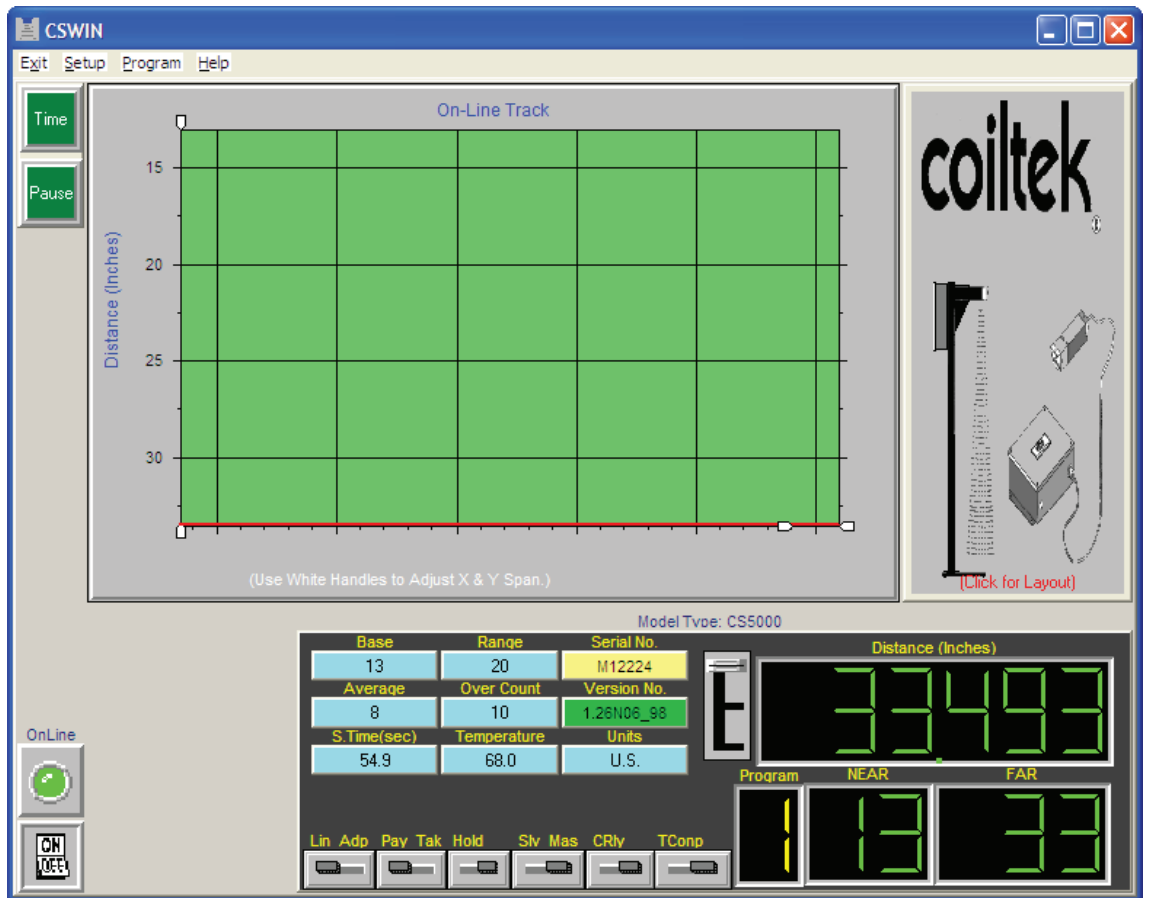 CSWIN
Exit Setup Program Help
Time
Pause
On-Line Track
Distance (Inches)
15
20
25
30
(Use White Handles to Adjust X & Y Span.)
coiltek
(Click for Layout)
Model Type: CS5000
Base Range Serial No.
13 20 M12224
Average Over Count Version No.
8 10 1.26N06_98
S.Time(sec) Temperature Units
54.9 68.0 U.S.
Distance (Inches)
33.493
Program NEAR FAR
1 13 33
Lin Adp Pay Tak Hold Slv Mas CRly TConp
OnLine
ON
OFF